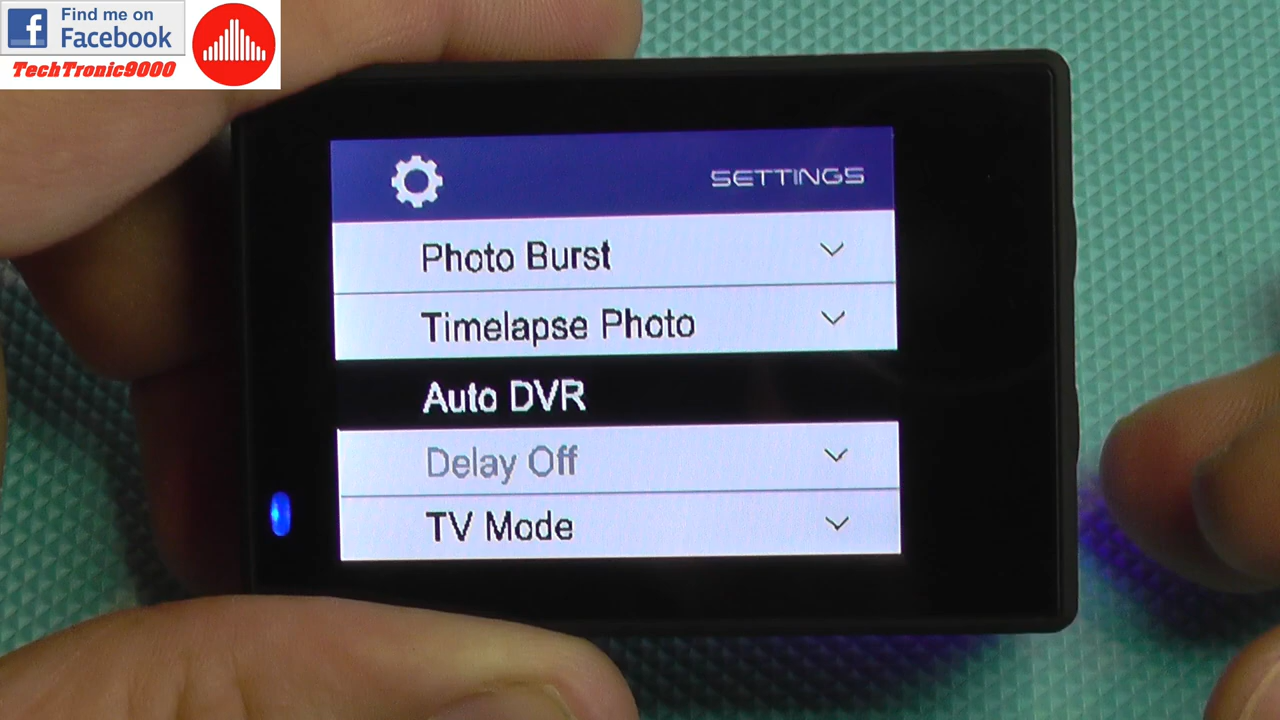 Find me on
Facebook
TechTronic9000
SETTINGS
Photo Burst
Timelapse Photo
Auto DVR
Delay Off
TV Mode